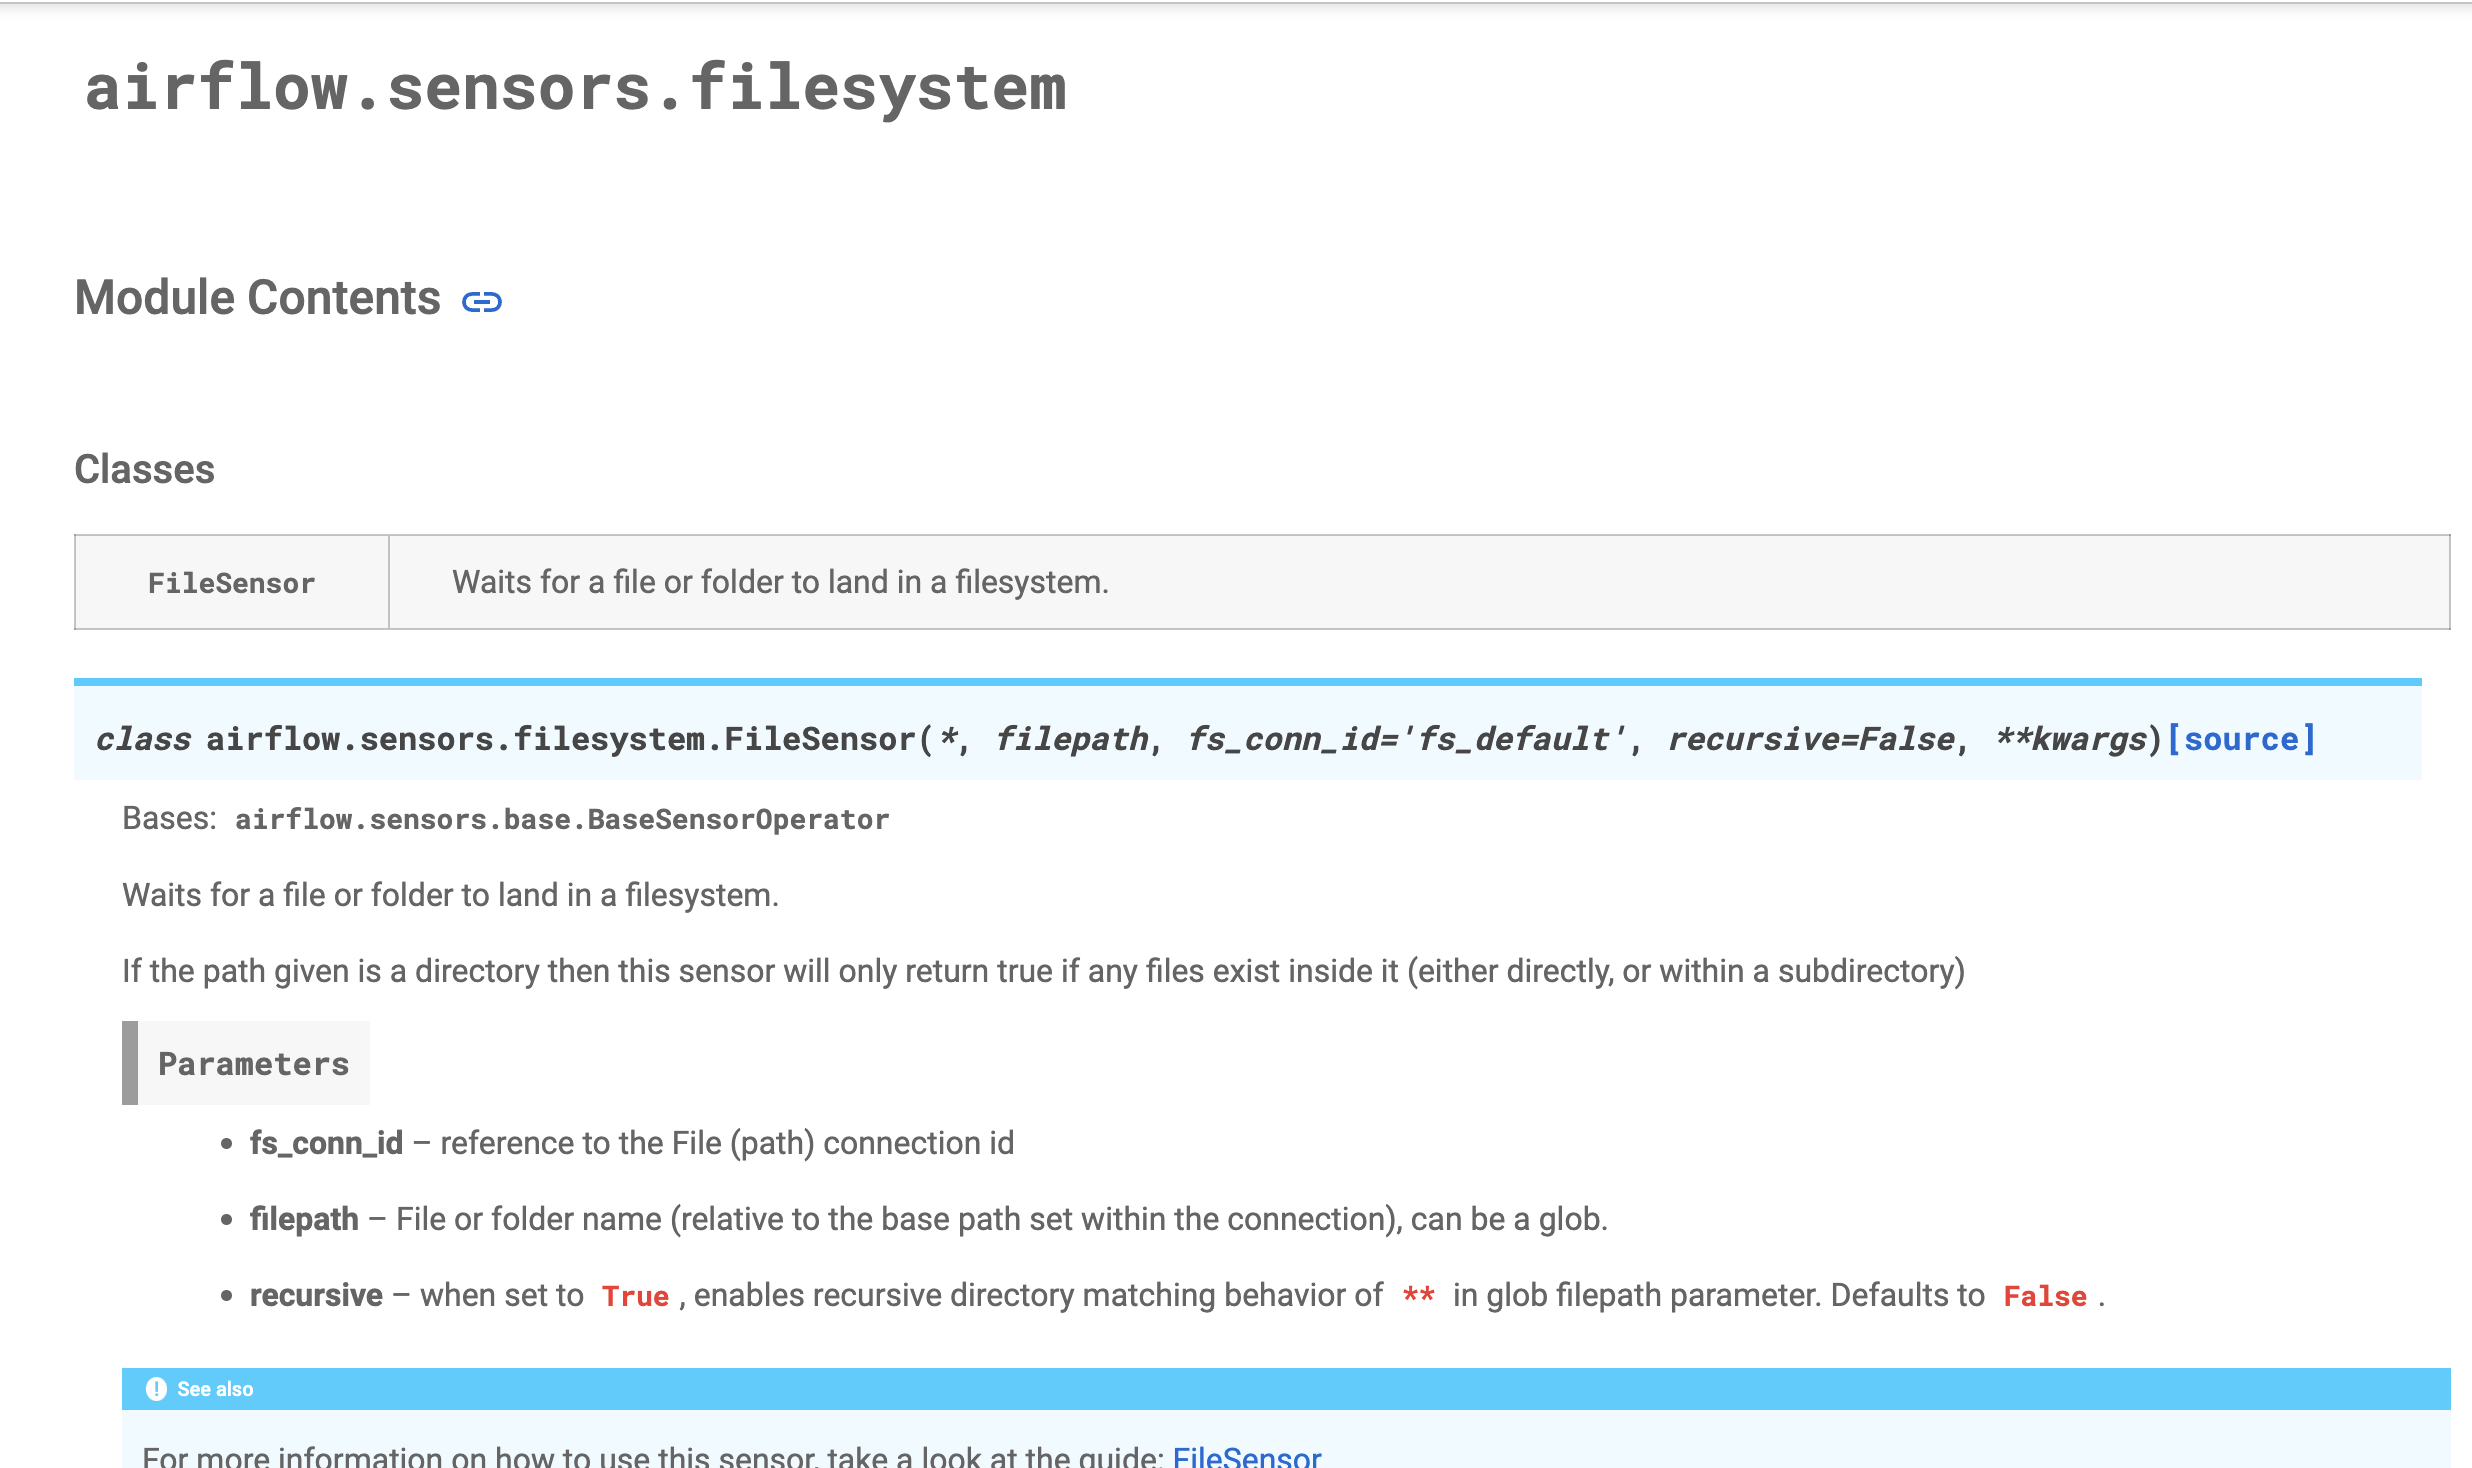 airflow.sensors.filesystem
Module Contents
Classes
FileSensor Waits for a file or folder to land in a filesystem.
class airflow.sensors.filesystem.FileSensor(*, filepath, fs_conn_id='fs_default', recursive=False, **kwargs)[source]
Bases: airflow.sensors.base.BaseSensorOperator
Waits for a file or folder to land in a filesystem.
If the path given is a directory then this sensor will only return true if any files exist inside it (either directly, or within a subdirectory)
Parameters
• fs_conn_id – reference to the File (path) connection id
• filepath – File or folder name (relative to the base path set within the connection), can be a glob.
• recursive – when set to True , enables recursive directory matching behavior of ** in glob filepath parameter. Defaults to False .
See also
For more information on how to use this sensor, take a look at the guide: FileSensor